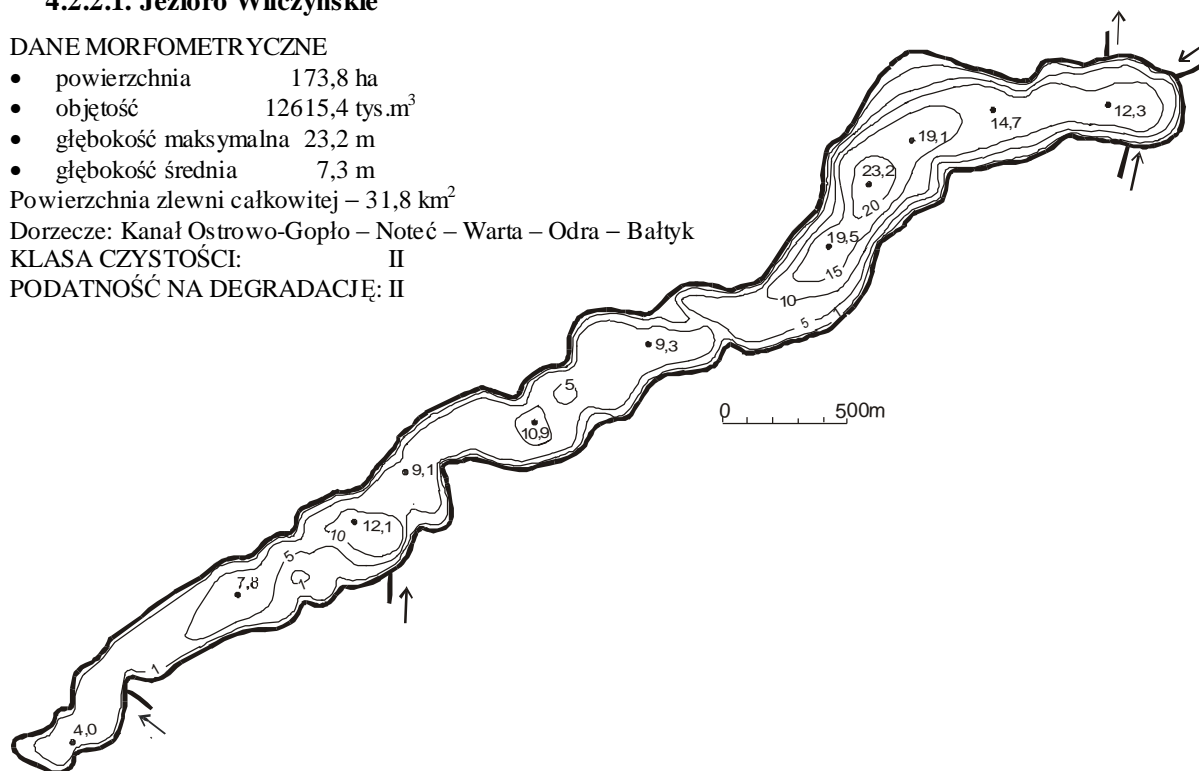 4.2.2.1. Jezioro Wilczyńskie
DANE MORFOMETRYCZNE
• powierzchnia 173,8 ha
• objętość 12615,4 tys.m³
• głębokość maksymalna 23,2 m
• głębokość średnia 7,3 m
Powierzchnia zlewni całkowitej – 31,8 km²
Dorzecze: Kanał Ostrowo-Gopło – Noteć – Warta – Odra – Bałtyk
KLASA CZYSTOŚCI: II
PODATNOŚĆ NA DEGRADACJĘ: II
12,3
14,7
19,1
23,2
20
19,5
15
10
5
1
9,3
5
0 500m
10,9
9,1
12,1
10
5
1
7,8
1
4,0